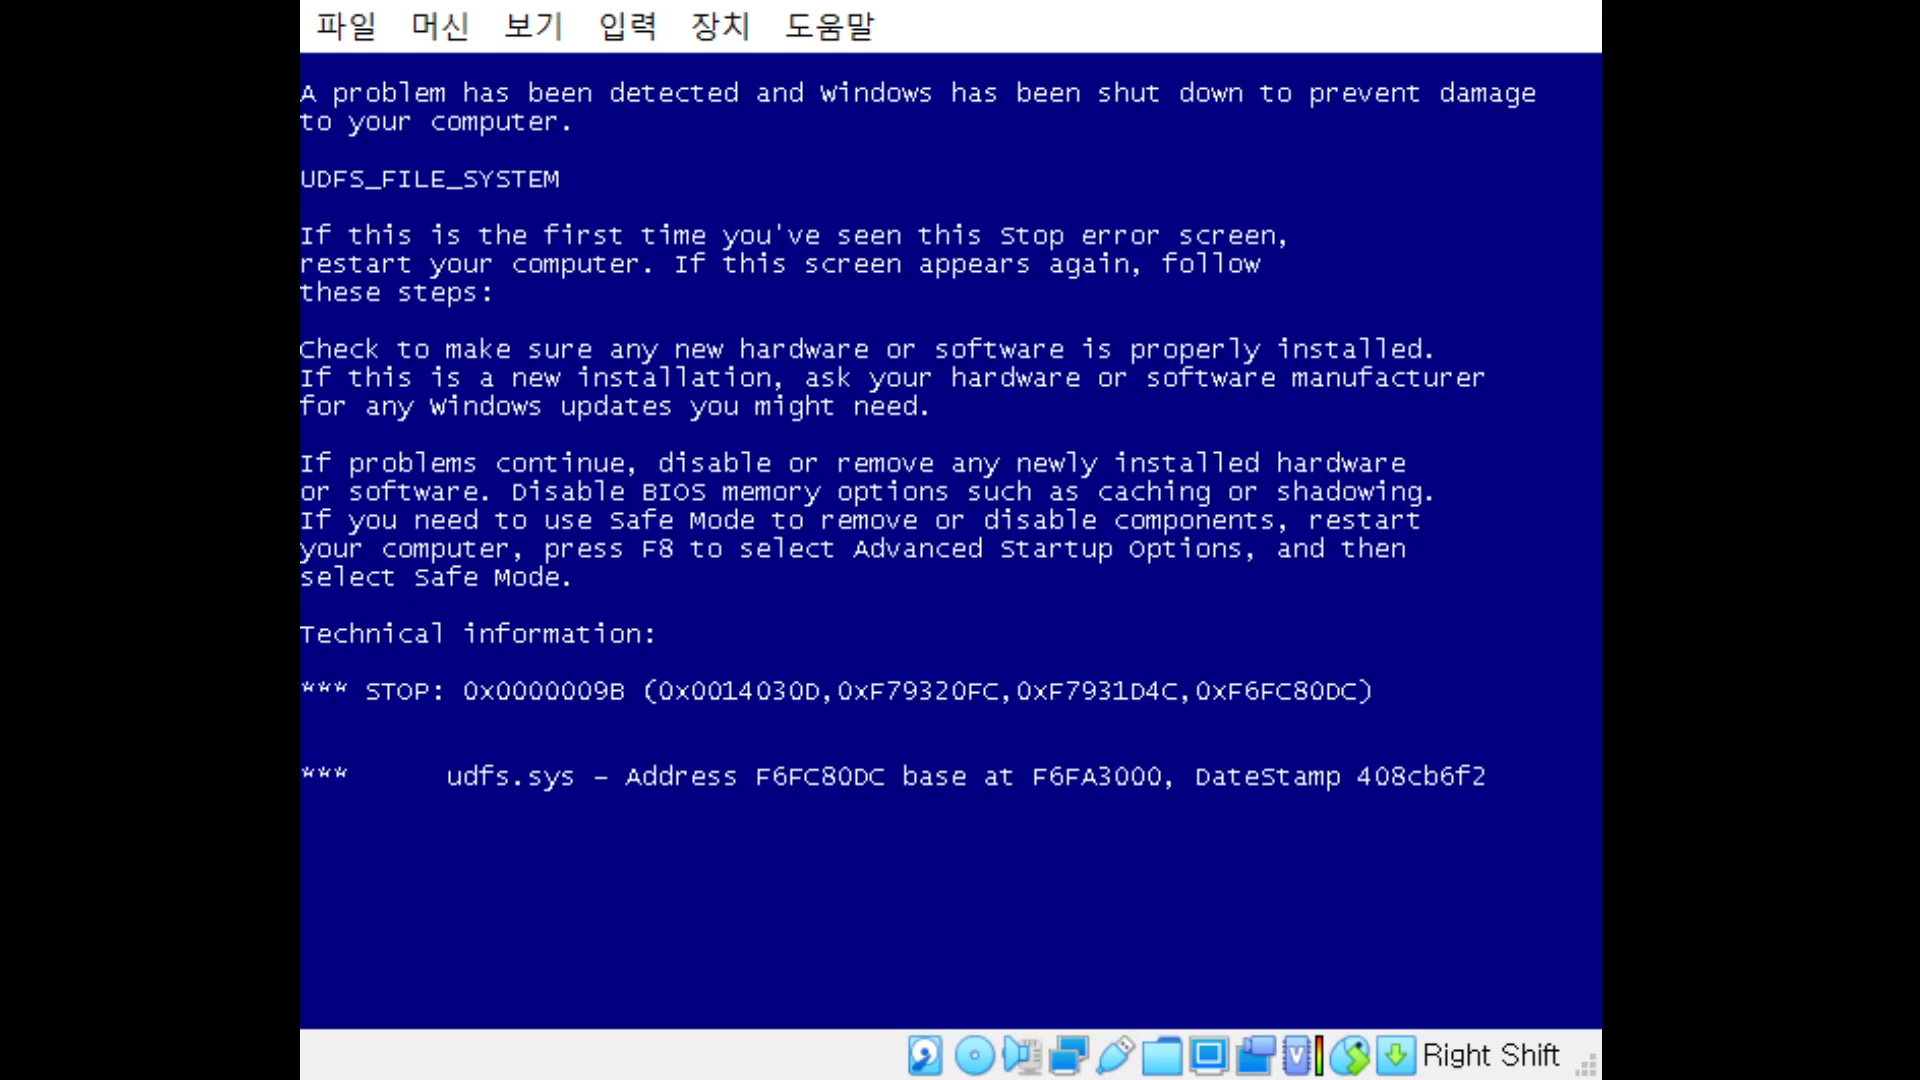 파일 머신 보기 입력 장치 도움말
A problem has been detected and Windows has been shut down to prevent damage
to your computer.
UDFS_FILE_SYSTEM
If this is the first time you've seen this Stop error screen,
restart your computer. If this screen appears again, follow
these steps:
Check to make sure any new hardware or software is properly installed.
If this is a new installation, ask your hardware or software manufacturer
for any Windows updates you might need.
If problems continue, disable or remove any newly installed hardware
or software. Disable BIOS memory options such as caching or shadowing.
If you need to use Safe Mode to remove or disable components, restart
your computer, press F8 to select Advanced Startup Options, and then
select Safe Mode.
Technical information:
*** STOP: 0x0000009B (0x0014030D,0xF79320FC,0xF7931D4C,0xF6FC80DC)
*** udfs.sys - Address F6FC80DC base at F6FA3000, DateStamp 408cb6f2
V
Right Shift